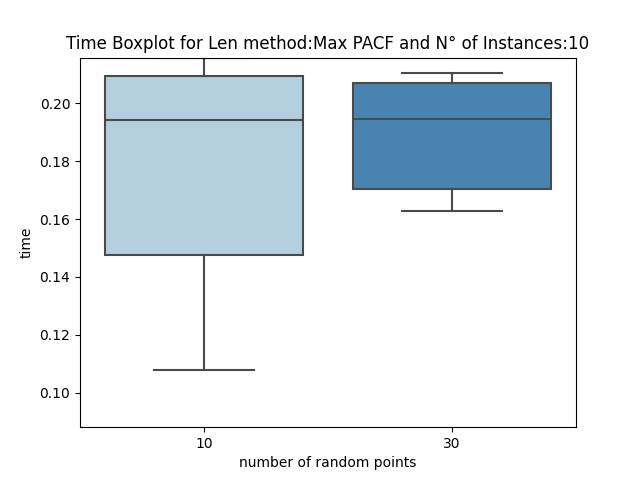 Time Boxplot for Len method:Max PACF and N° of Instances:10
0.20
0.18
0.16
0.14
0.12
0.10
time
10 30
number of random points